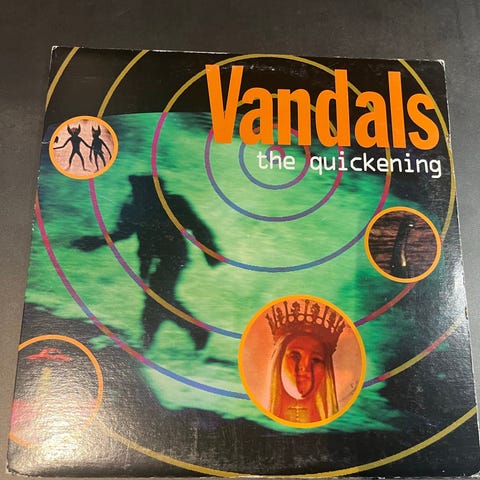 Vandals
the quickening